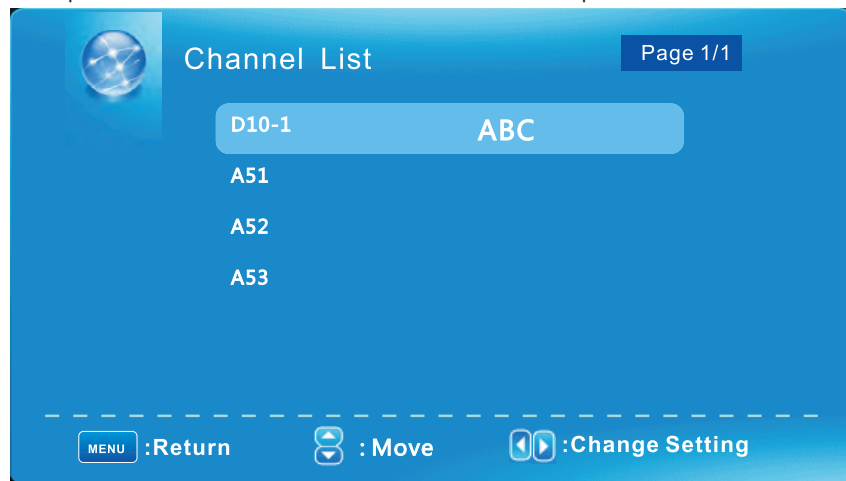 Channel List
Page 1/1
D10-1 ABC
A51
A52
A53
MENU :Return : Move :Change Setting